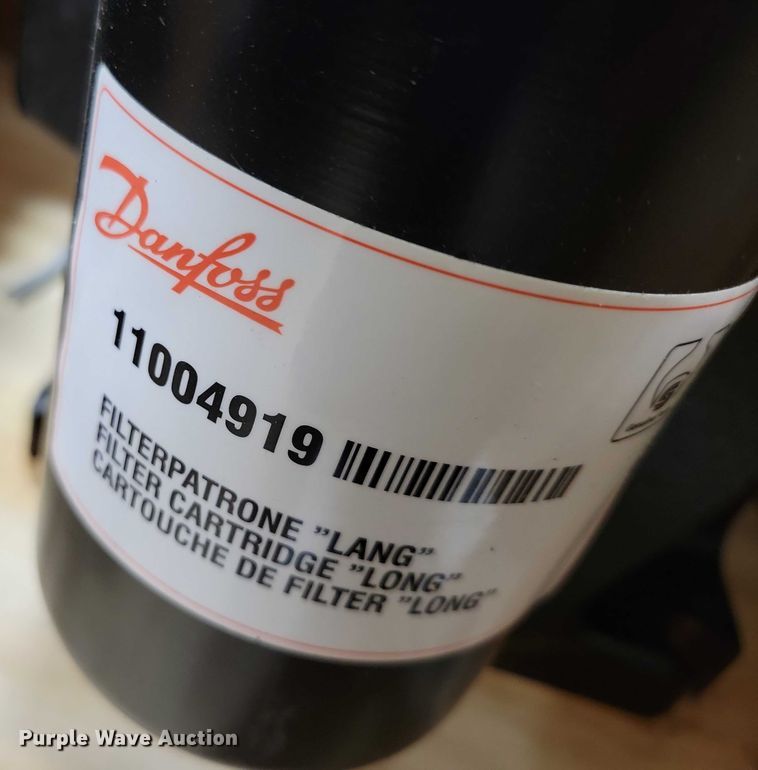 Danfoss
11004919
FILTERPATRONE ”LANG”
FILTER CARTRIDGE ”LONG”
CARTOUCHE DE FILTER ”LONG”
Purple Wave Auction